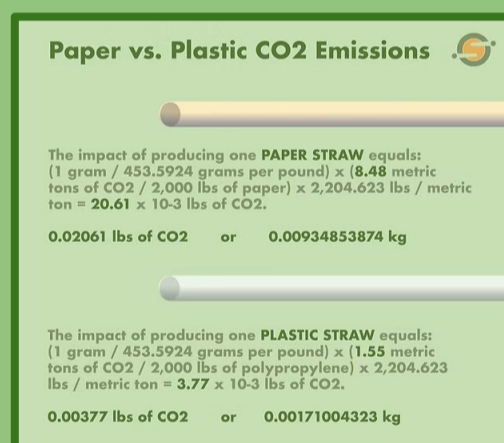 Paper vs. Plastic CO2 Emissions
The impact of producing one PAPER STRAW equals:
(1 gram / 453.5924 grams per pound) x (8.48 metric
tons of CO2 / 2,000 lbs of paper) x 2,204.623 lbs / metric
ton = 20.61 x 10-3 lbs of CO2.
0.02061 lbs of CO2 or 0.00934853874 kg
The impact of producing one PLASTIC STRAW equals:
(1 gram / 453.5924 grams per pound) x (1.55 metric
tons of CO2 / 2,000 lbs of polypropylene) x 2,204.623
lbs / metric ton = 3.77 x 10-3 lbs of CO2.
0.00377 lbs of CO2 or 0.00171004323 kg